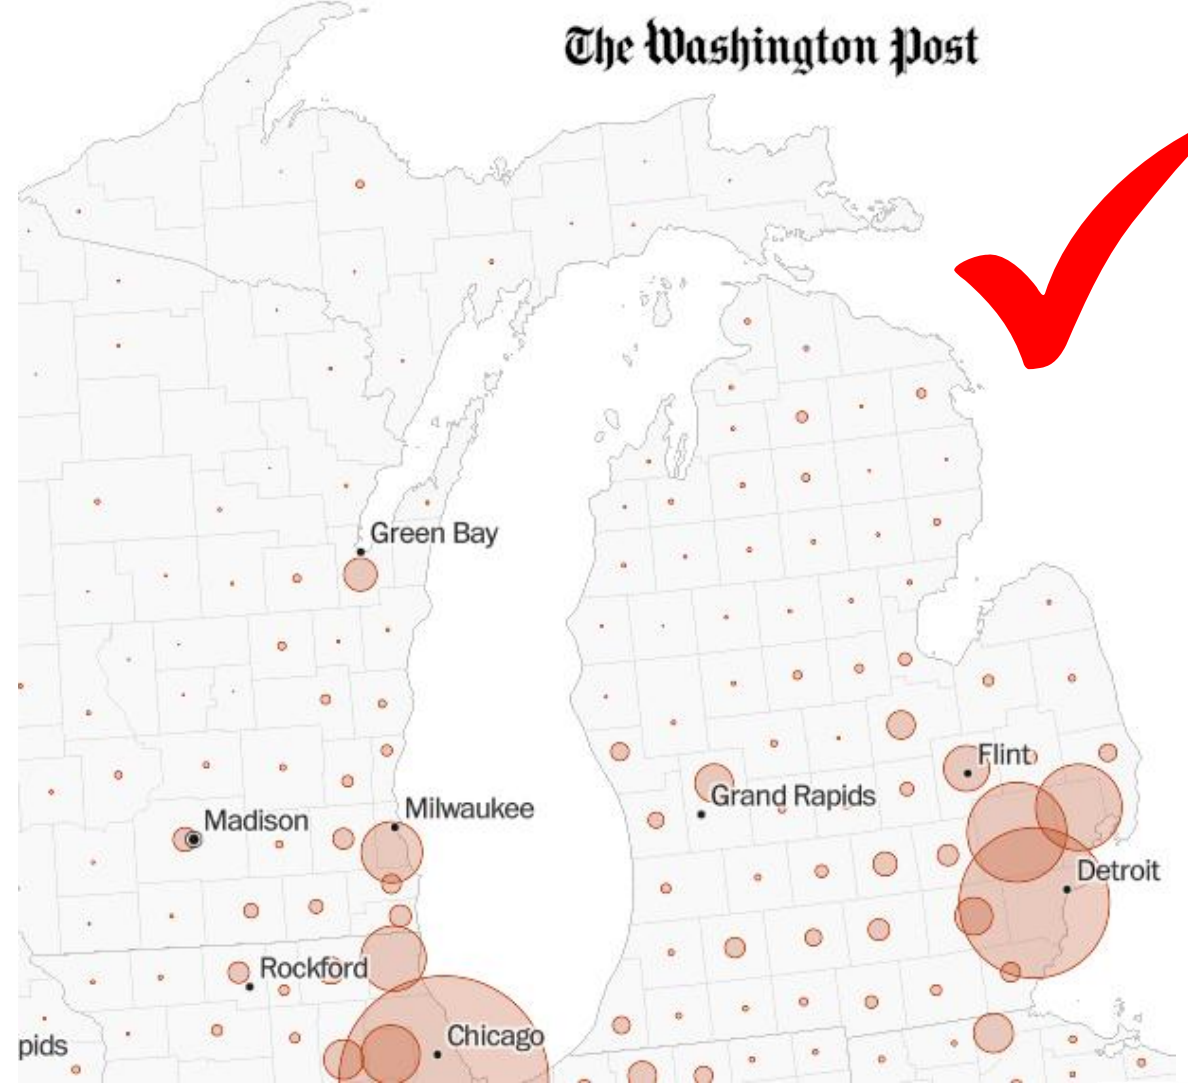 The Washington Post
Green Bay
Flint
Grand Rapids
Milwaukee
Madison
Detroit
Rockford
Chicago
pids